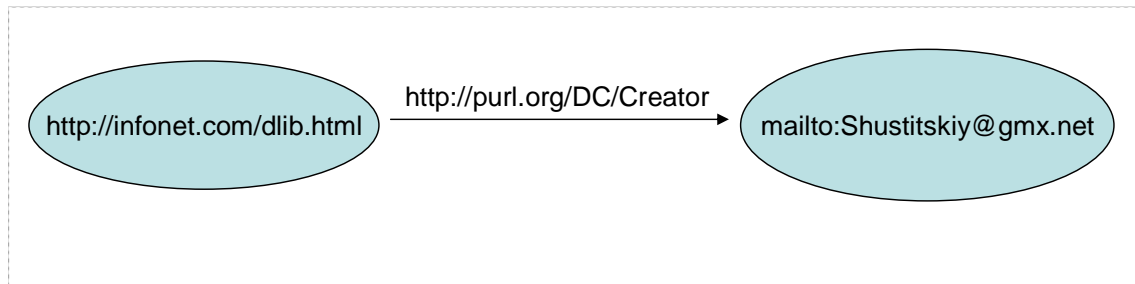 http://infonet.com/dlib.html
http://purl.org/DC/Creator
mailto:Shustitskiy@gmx.net